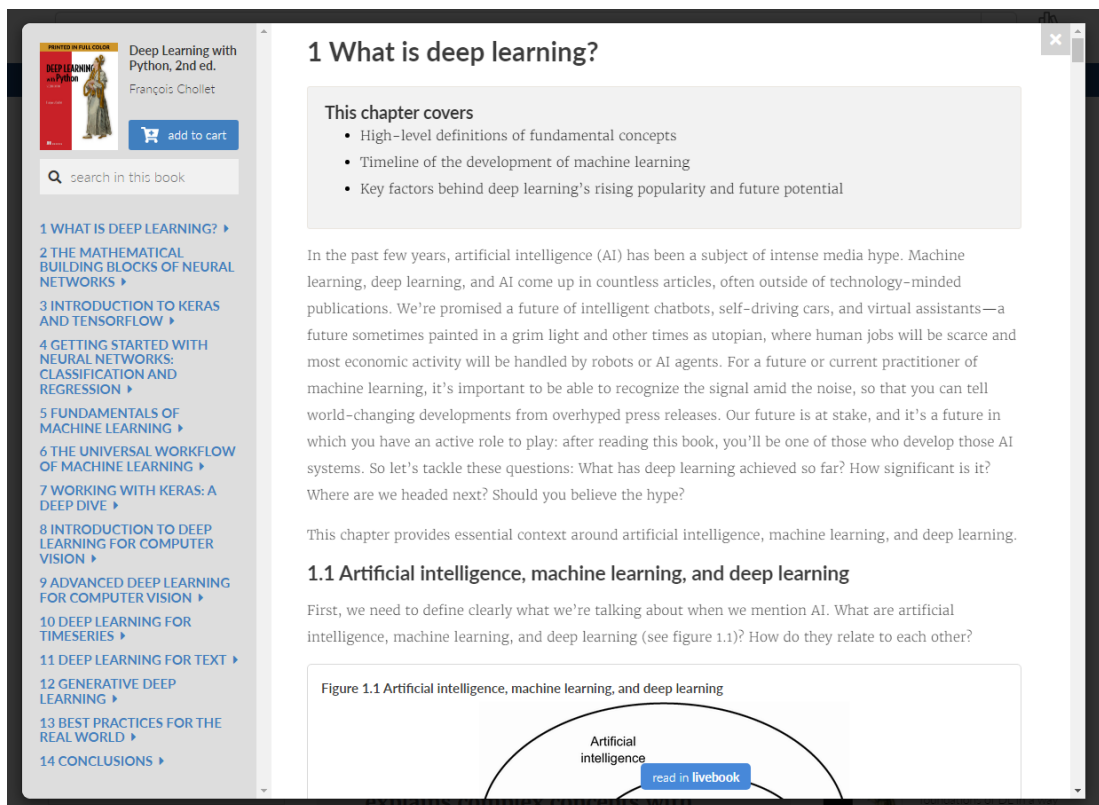 PRINTED IN FULL COLOR
DEEP LEARNING
with Python
Deep Learning with
Python, 2nd ed.
François Chollet
add to cart
search in this book
1 WHAT IS DEEP LEARNING?
2 THE MATHEMATICAL
BUILDING BLOCKS OF NEURAL
NETWORKS
3 INTRODUCTION TO KERAS
AND TENSORFLOW
4 GETTING STARTED WITH
NEURAL NETWORKS:
CLASSIFICATION AND
REGRESSION
5 FUNDAMENTALS OF
MACHINE LEARNING
6 THE UNIVERSAL WORKFLOW
OF MACHINE LEARNING
7 WORKING WITH KERAS: A
DEEP DIVE
8 INTRODUCTION TO DEEP
LEARNING FOR COMPUTER
VISION
9 ADVANCED DEEP LEARNING
FOR COMPUTER VISION
10 DEEP LEARNING FOR
TIMESERIES
11 DEEP LEARNING FOR TEXT
12 GENERATIVE DEEP
LEARNING
13 BEST PRACTICES FOR THE
REAL WORLD
14 CONCLUSIONS
1 What is deep learning?
This chapter covers
• High-level definitions of fundamental concepts
• Timeline of the development of machine learning
• Key factors behind deep learning's rising popularity and future potential
In the past few years, artificial intelligence (AI) has been a subject of intense media hype. Machine
learning, deep learning, and AI come up in countless articles, often outside of technology-minded
publications. We're promised a future of intelligent chatbots, self-driving cars, and virtual assistants—a
future sometimes painted in a grim light and other times as utopian, where human jobs will be scarce and
most economic activity will be handled by robots or AI agents. For a future or current practitioner of
machine learning, it's important to be able to recognize the signal amid the noise, so that you can tell
world-changing developments from overhyped press releases. Our future is at stake, and it's a future in
which you have an active role to play: after reading this book, you'll be one of those who develop those AI
systems. So let's tackle these questions: What has deep learning achieved so far? How significant is it?
Where are we headed next? Should you believe the hype?
This chapter provides essential context around artificial intelligence, machine learning, and deep learning.
1.1 Artificial intelligence, machine learning, and deep learning
First, we need to define clearly what we're talking about when we mention AI. What are artificial
intelligence, machine learning, and deep learning (see figure 1.1)? How do they relate to each other?
Figure 1.1 Artificial intelligence, machine learning, and deep learning
Artificial
intelligence
read in livebook
explains complex concepts with